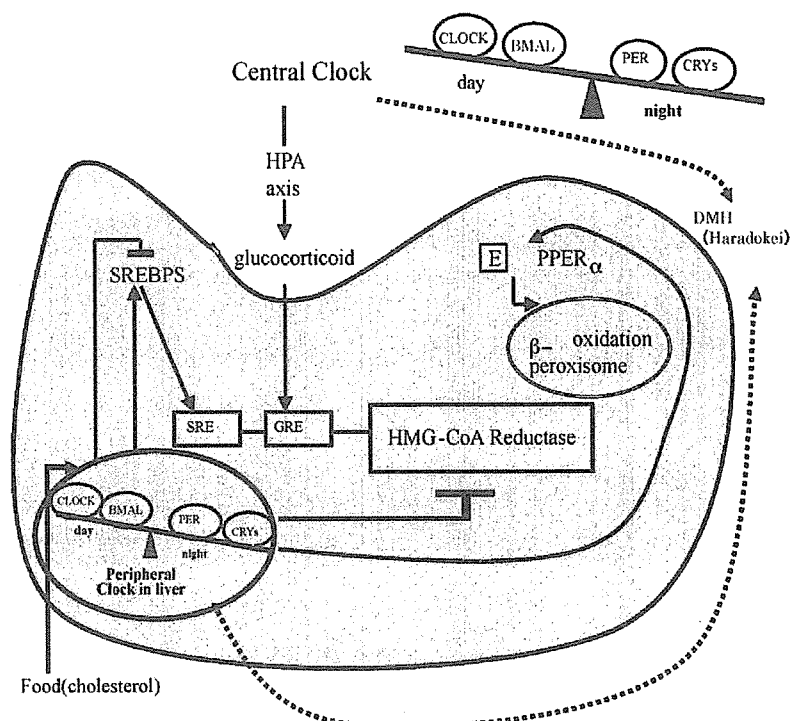 CLOCK
BMAL
PER
CRYs
day
night
Central Clock
HPA
axis
glucocorticoid
DMH
(Haradokei)
SREBPS
E
PPERα
β- oxidation
peroxisome
SRE
GRE
HMG-CoA Reductase
CLOCK
BMAL
PER
CRYs
day
night
Peripheral
Clock in liver
Food(cholesterol)